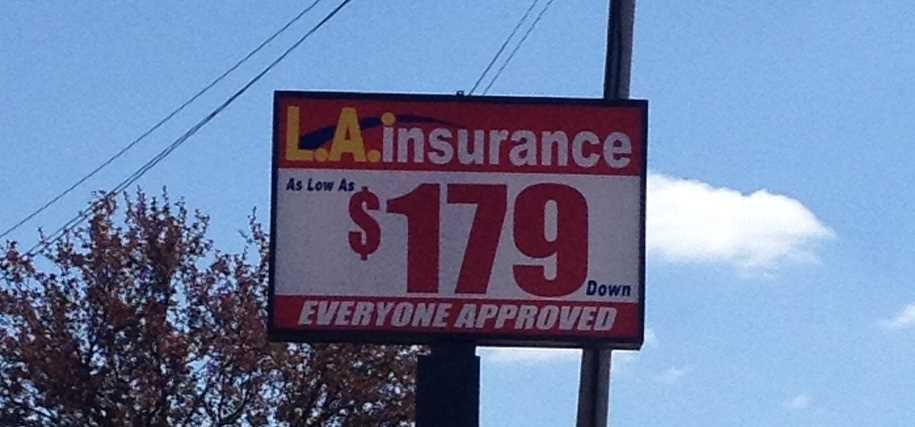 L.A.insurance
As Low As
$179
Down
EVERYONE APPROVED